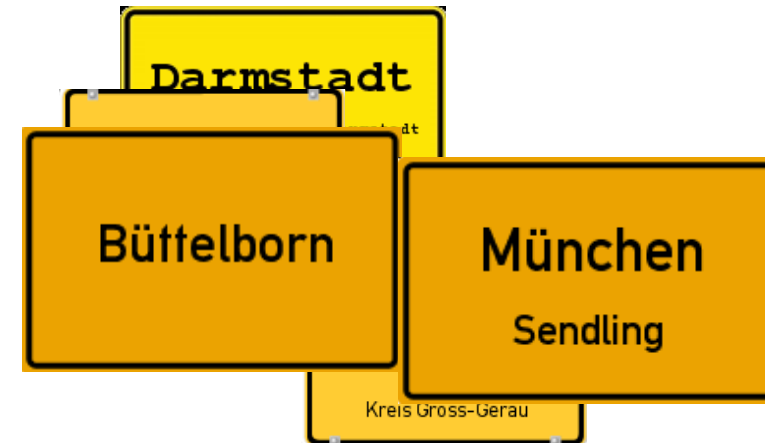 Darmstadt
Büttelborn
München
Sendling
Kreis Gross-Gerau